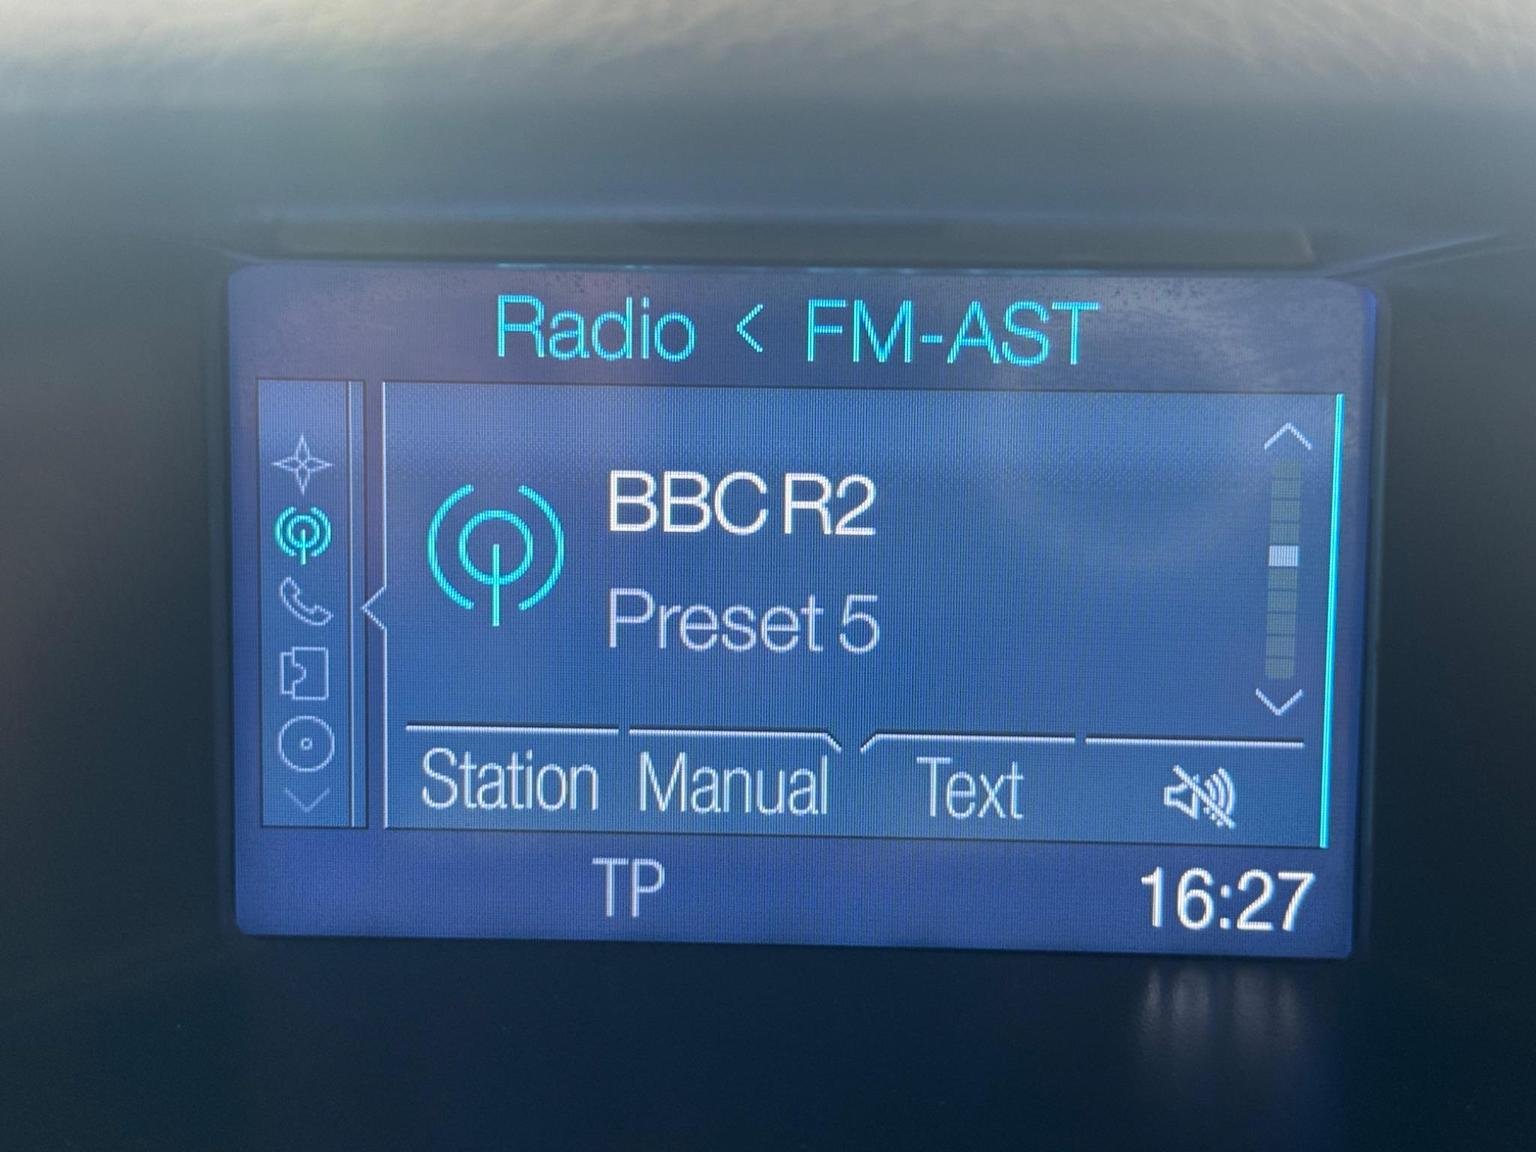 Radio < FM-AST
BBC R2
Preset 5
Station Manual Text
TP 16:27